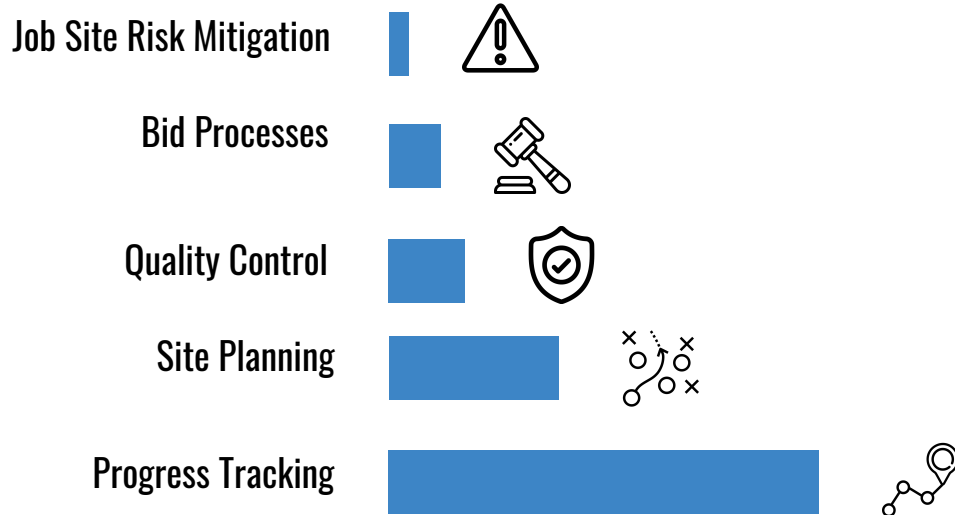 Job Site Risk Mitigation
Bid Processes
Quality Control
Site Planning
Progress Tracking